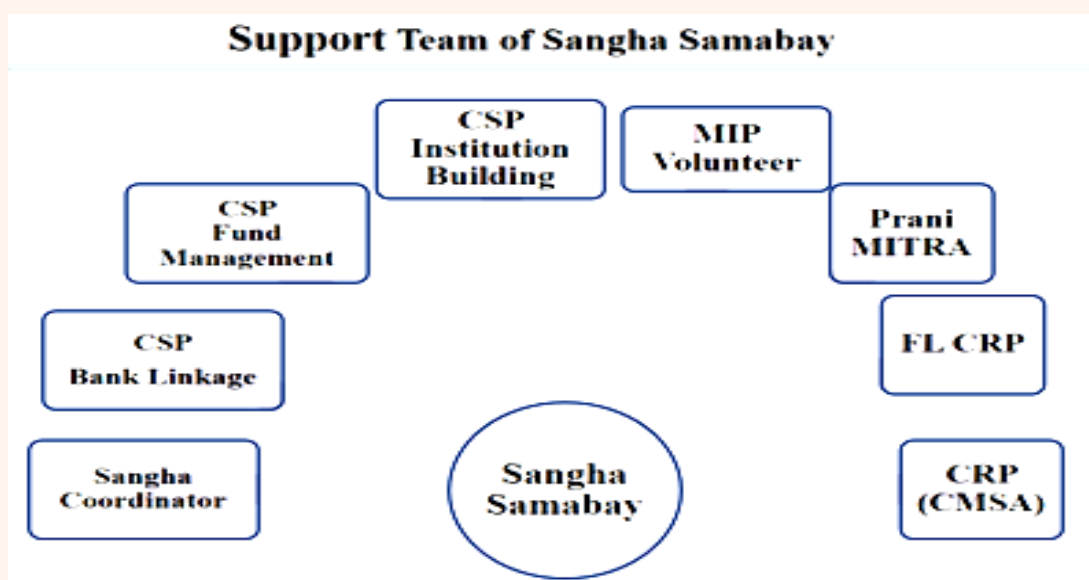 Support Team of Sangha Samabay
CSP
Institution
Building
MIP
Volunteer
CSP
Fund
Management
Prani
MITRA
CSP
Bank Linkage
FL CRP
Sangha
Coordinator
Sangha
Samabay
CRP
(CMSA)